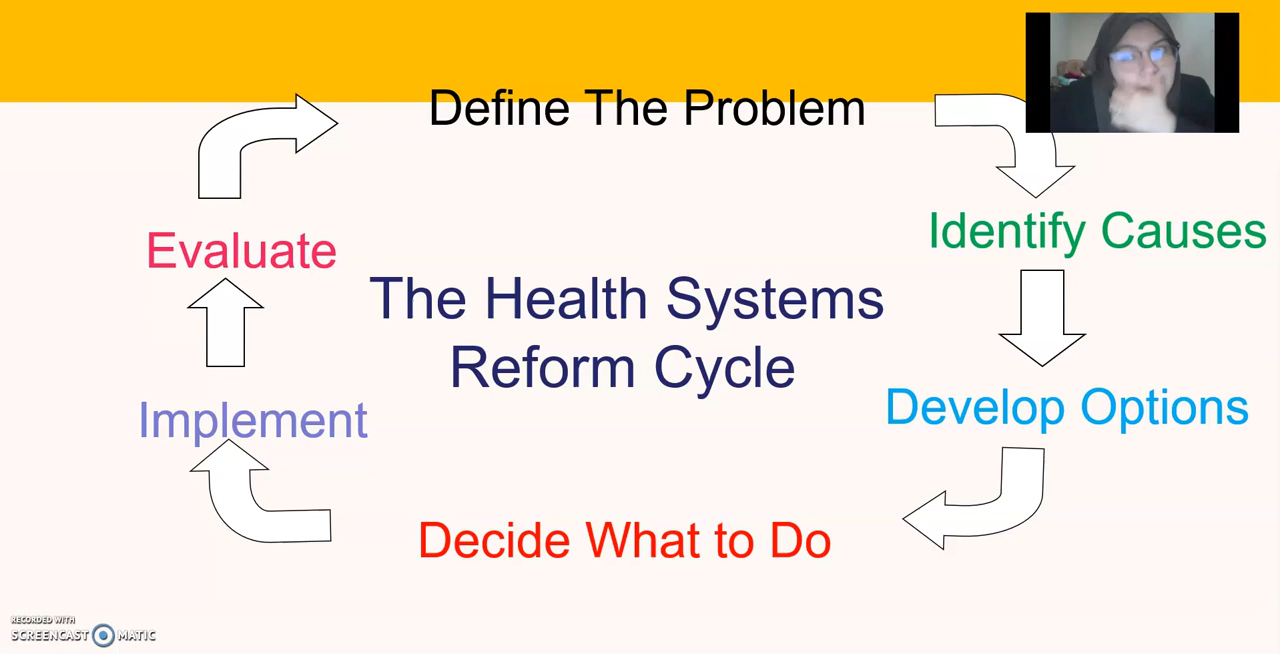 Define The Problem
Identify Causes
Evaluate
The Health Systems
Reform Cycle
Develop Options
Implement
Decide What to Do
RECORDED WITH
SCREENCAST MATIC